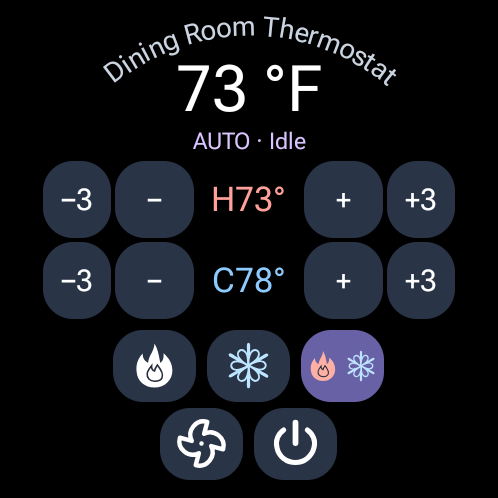 Dining Room Thermostat
73 °F
AUTO · Idle
−3 − H73° + +3
−3 − C78° + +3